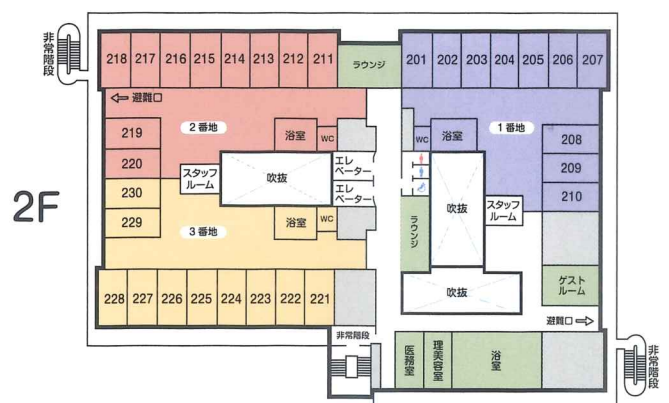 2F
非常階段
218 217 216 215 214 213 212 211
ラウンジ
201 202 203 204 205 206 207
避難口
2番地
浴室
WC
WC
浴室
1番地
219
220
230
229
スタッフ
ルーム
吹抜
エレ
ベーター
エレ
ベーター
208
209
210
吹抜
スタッフ
ルーム
ラウンジ
3番地
浴室
WC
ゲスト
ルーム
吹抜
避難口
228 227 226 225 224 223 222 221
非常階段
医務室
理美容室
浴室
非常階段